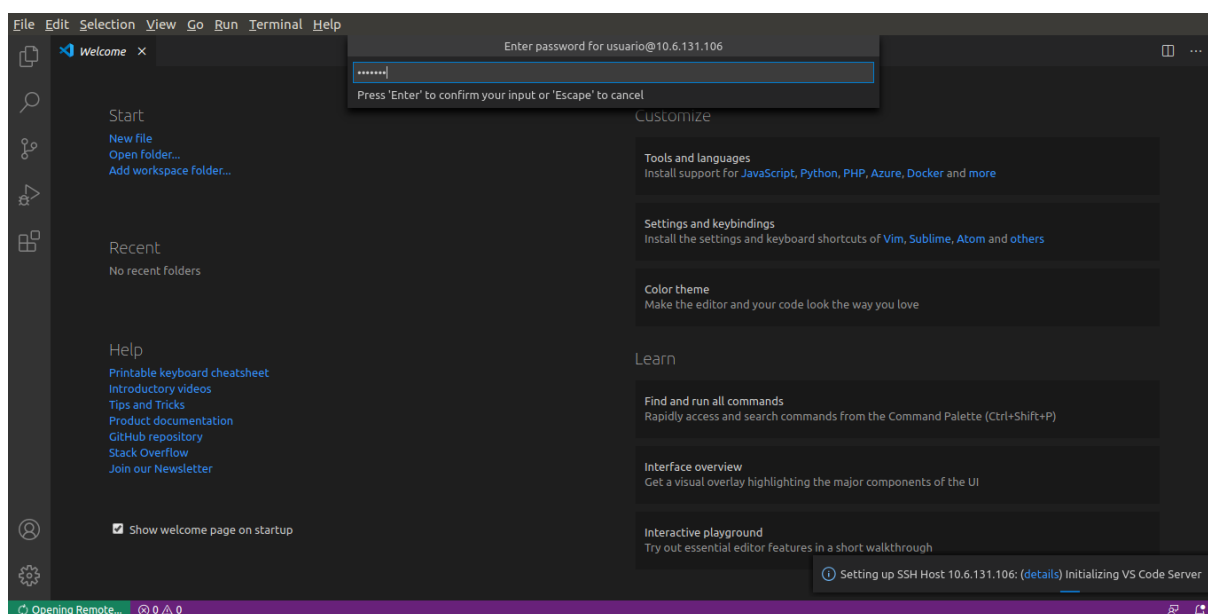 File Edit Selection View Go Run Terminal Help
Welcome
Enter password for usuario@10.6.131.106
•••••••
Press 'Enter' to confirm your input or 'Escape' to cancel
Start
New file
Open folder...
Add workspace folder...
Recent
No recent folders
Help
Printable keyboard cheatsheet
Introductory videos
Tips and Tricks
Product documentation
GitHub repository
Stack Overflow
Join our Newsletter
Show welcome page on startup
Customize
Tools and languages
Install support for JavaScript, Python, PHP, Azure, Docker and more
Settings and keybindings
Install the settings and keyboard shortcuts of Vim, Sublime, Atom and others
Color theme
Make the editor and your code look the way you love
Learn
Find and run all commands
Rapidly access and search commands from the Command Palette (Ctrl+Shift+P)
Interface overview
Get a visual overlay highlighting the major components of the UI
Interactive playground
Try out essential editor features in a short walkthrough
Setting up SSH Host 10.6.131.106: (details) Initializing VS Code Server
Opening Remote... 0 0